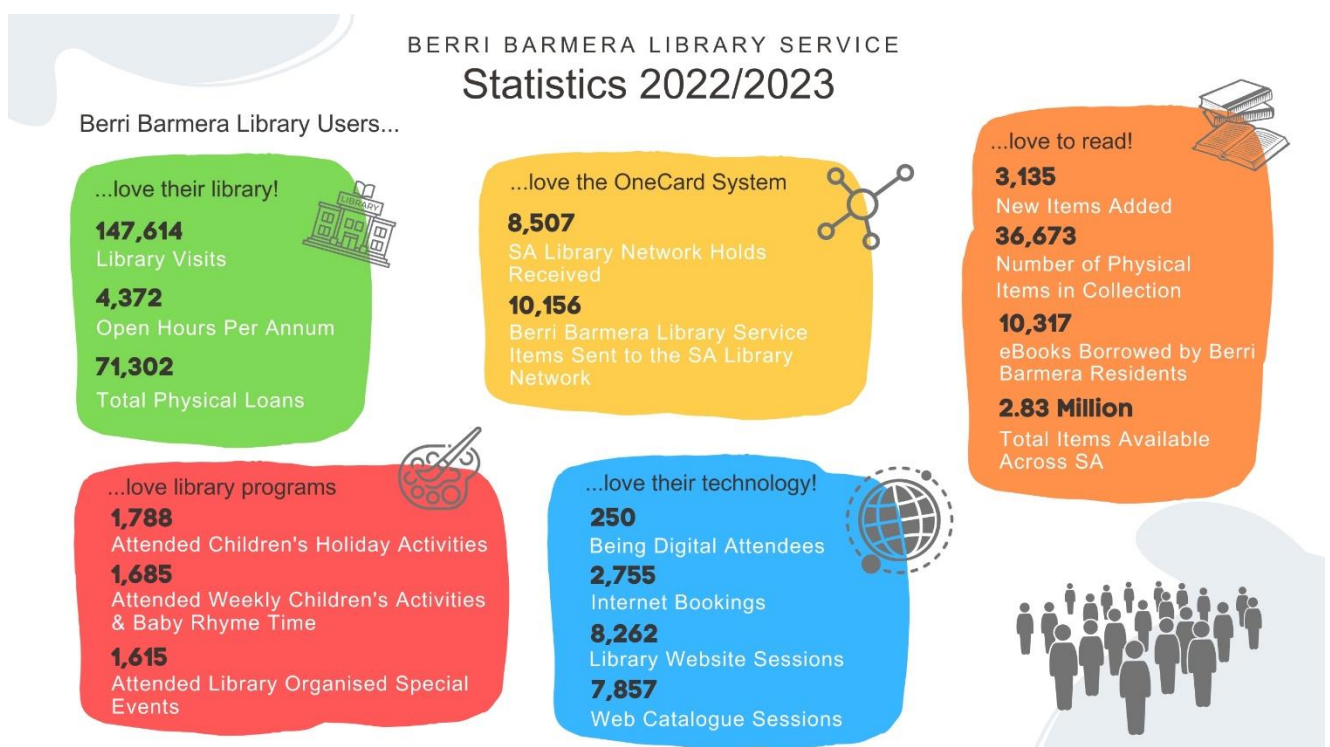 BERRI BARMERA LIBRARY SERVICE
Statistics 2022/2023
Berri Barmera Library Users...
...love their library!
LIBRARY
147,614
Library Visits
4,372
Open Hours Per Annum
71,302
Total Physical Loans
...love the OneCard System
8,507
SA Library Network Holds
Received
10,156
Berri Barmera Library Service
Items Sent to the SA Library
Network
...love to read!
3,135
New Items Added
36,673
Number of Physical
Items in Collection
10,317
eBooks Borrowed by Berri
Barmera Residents
2.83 Million
Total Items Available
Across SA
...love library programs
1,788
Attended Children's Holiday Activities
1,685
Attended Weekly Children's Activities
& Baby Rhyme Time
1,615
Attended Library Organised Special
Events
...love their technology!
250
Being Digital Attendees
2,755
Internet Bookings
8,262
Library Website Sessions
7,857
Web Catalogue Sessions